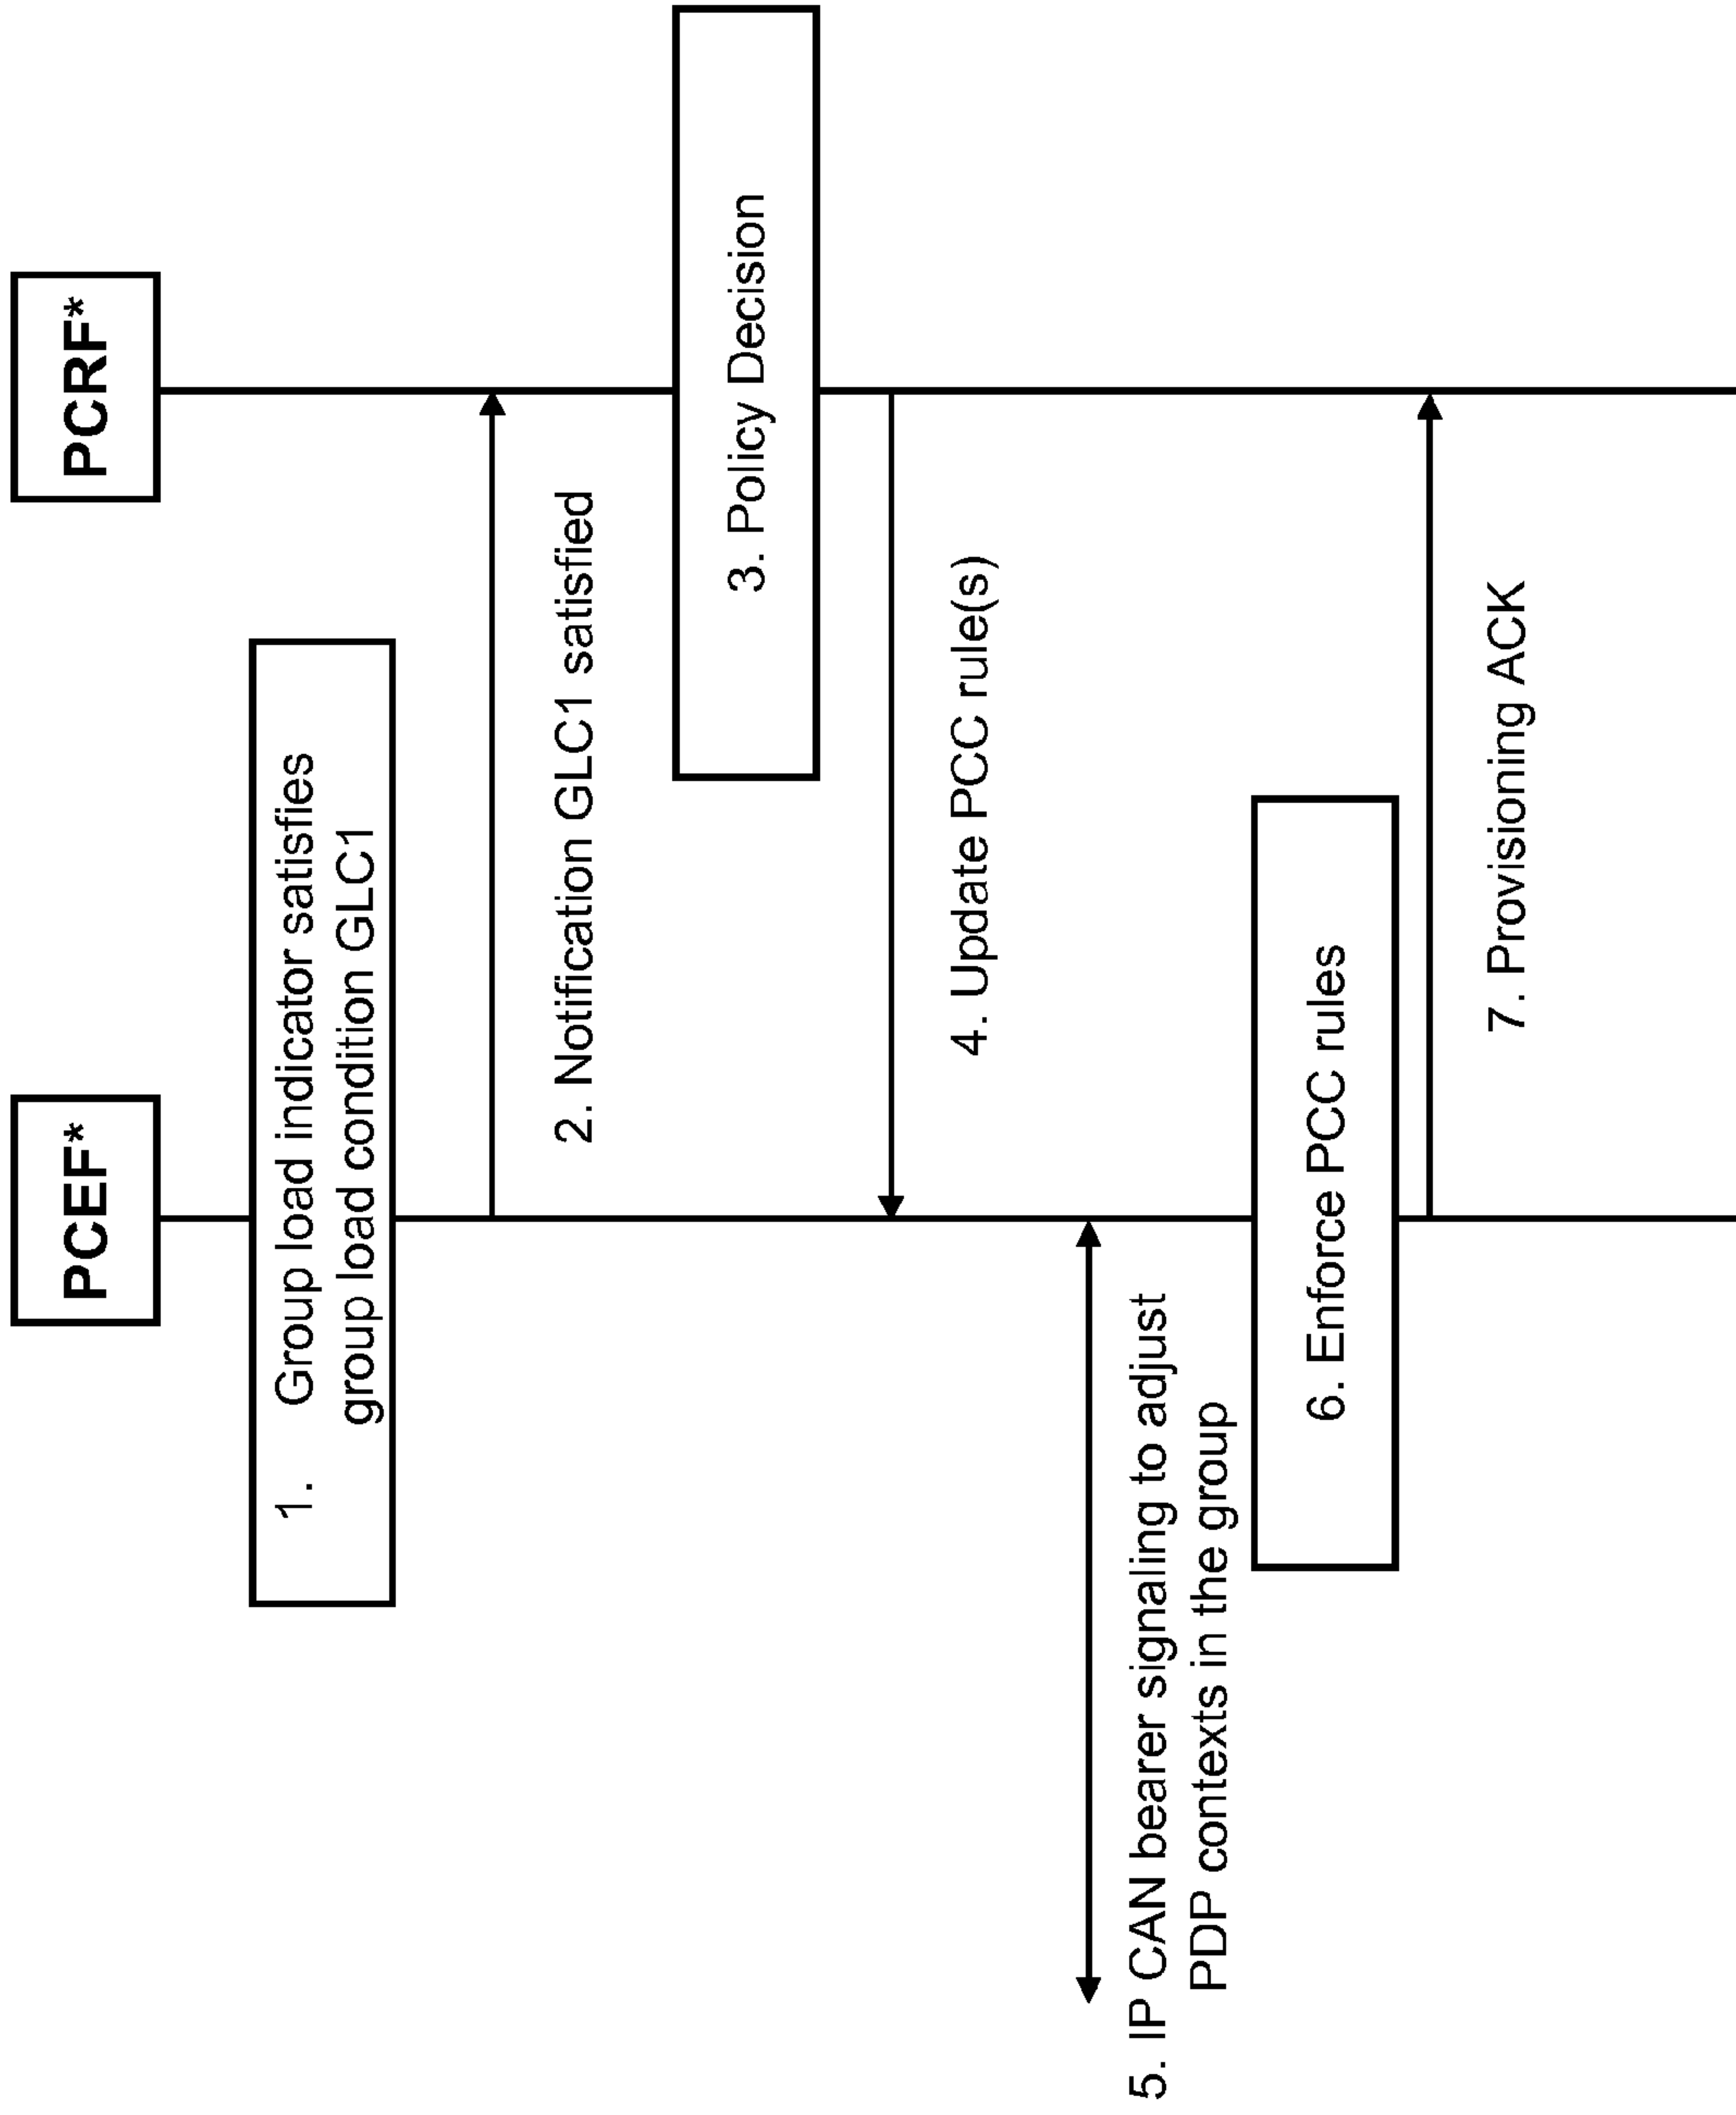 PCEF*
PCRF*
1. Group load indicator satisfies
group load condition GLC1
2. Notification GLC1 satisfied
3. Policy Decision
4. Update PCC rule(s)
5. IP CAN bearer signaling to adjust
PDP contexts in the group
6. Enforce PCC rules
7. Provisioning ACK